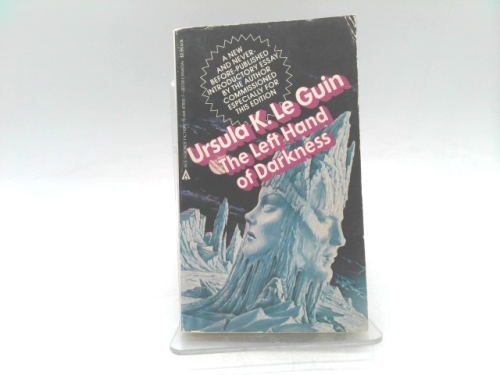 A NEW
AND NEVER-
BEFORE-PUBLISHED
INTRODUCTORY ESSAY
BY THE AUTHOR
COMMISSIONED
ESPECIALLY FOR
THIS EDITION
Ursula K. Le Guin
The Left Hand
of Darkness